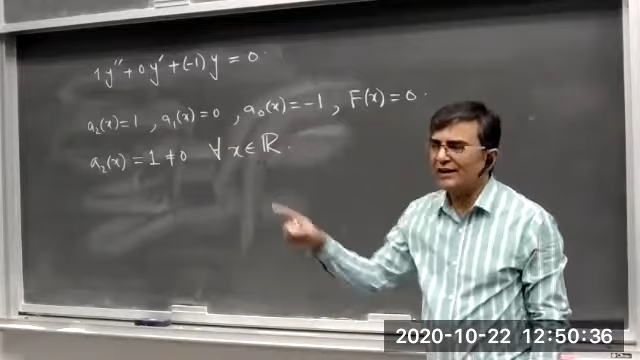 1y″ + 0y′ + (-1)y = 0.
a₂(x) = 1 , a₁(x) = 0 , a₀(x) = -1 , F(x) = 0.
a₂(x) = 1 ≠ 0 ∀ x ∈ ℝ.
2020-10-22 12:50:36